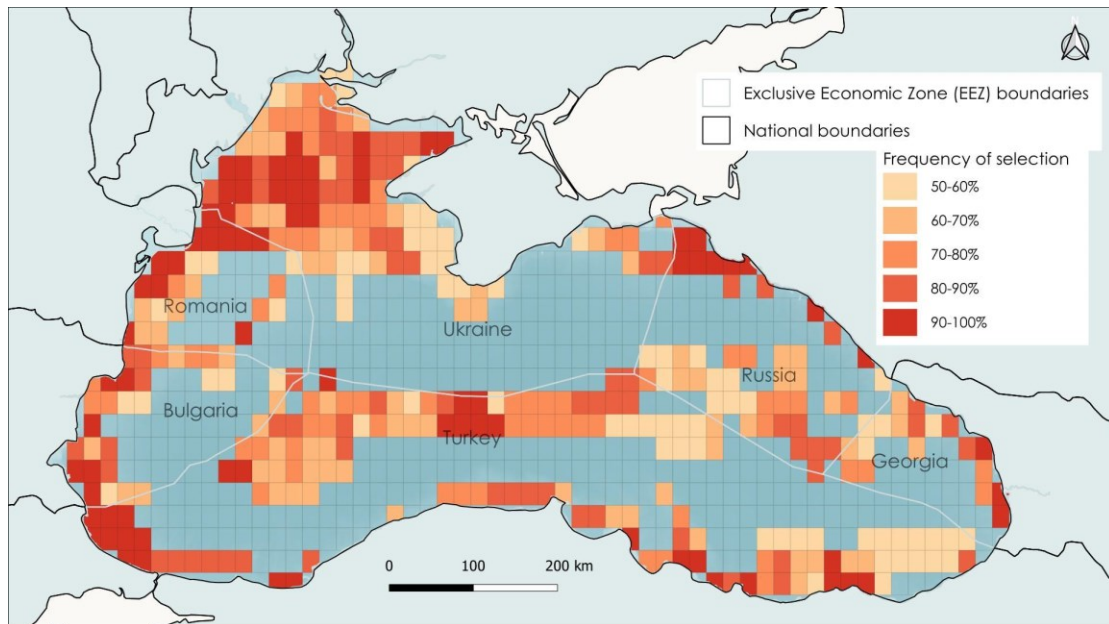 N
Exclusive Economic Zone (EEZ) boundaries
National boundaries
Frequency of selection
50-60%
60-70%
70-80%
80-90%
90-100%
Romania
Ukraine
Russia
Bulgaria
Turkey
Georgia
0 100 200 km